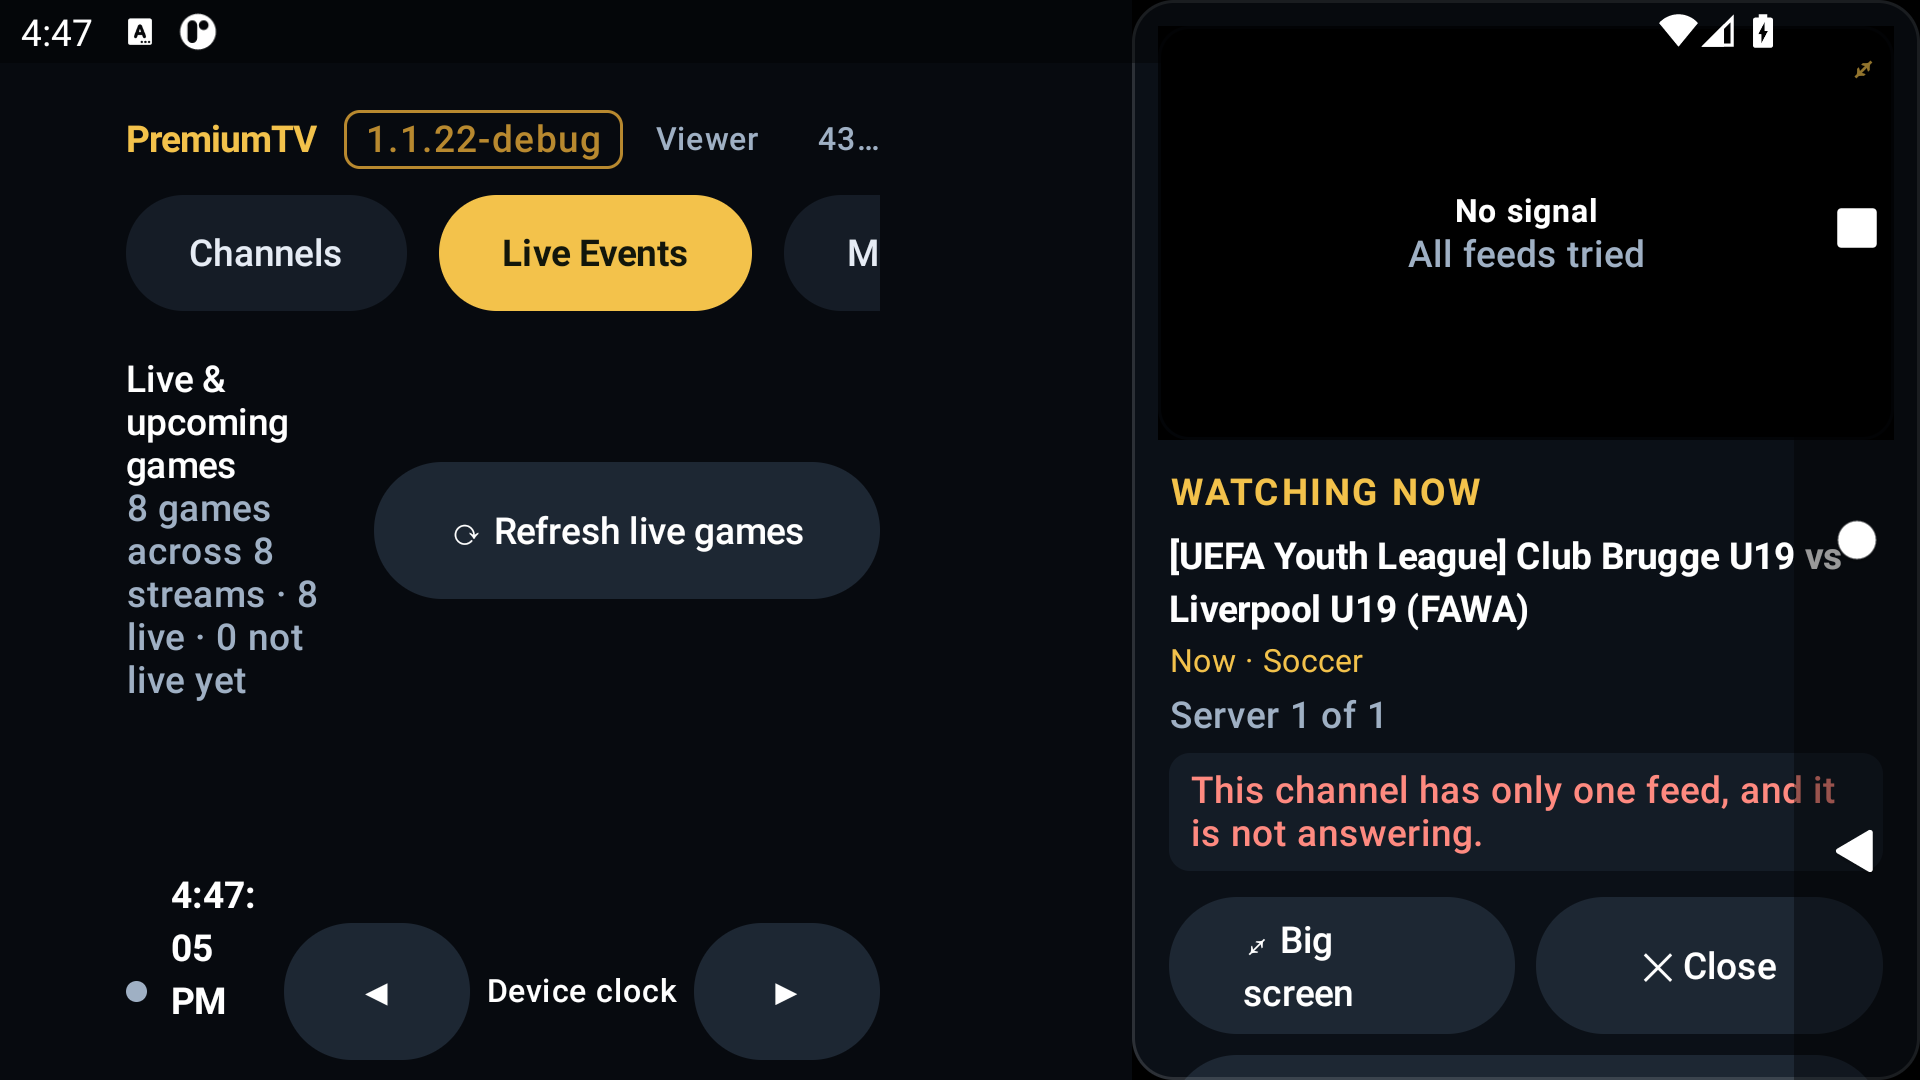 4:47
PremiumTV 1.1.22-debug Viewer 43…
Channels Live Events M
Live &
upcoming
games
8 games
across 8
streams · 8
live · 0 not
live yet
⟳ Refresh live games
4:47:
05
PM
◀ Device clock ▶
No signal
All feeds tried
WATCHING NOW
[UEFA Youth League] Club Brugge U19 vs
Liverpool U19 (FAWA)
Now · Soccer
Server 1 of 1
This channel has only one feed, and it
is not answering.
⤢ Big
screen
✕ Close